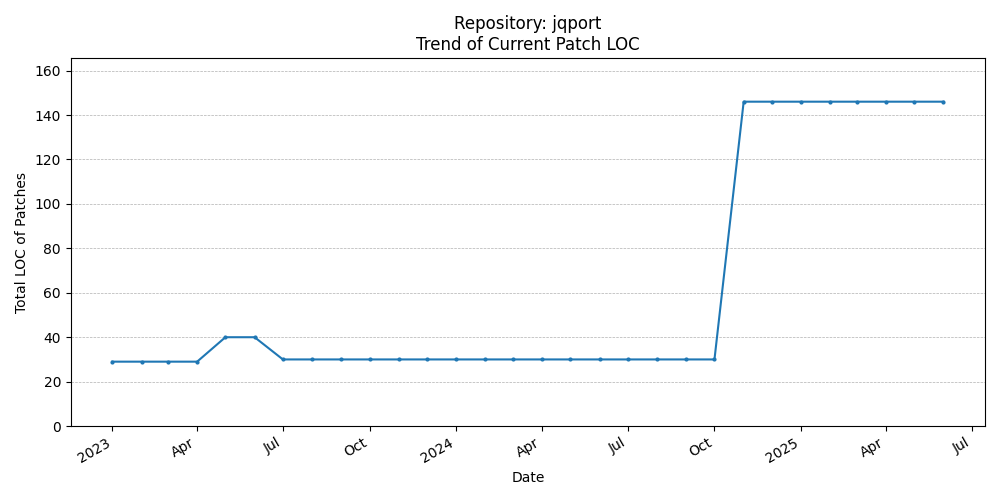 Repository: jqport
Trend of Current Patch LOC
160
140
120
100
80
60
40
20
0
Total LOC of Patches
2023
Apr
Jul
Oct
2024
Apr
Jul
Oct
2025
Apr
Jul
Date